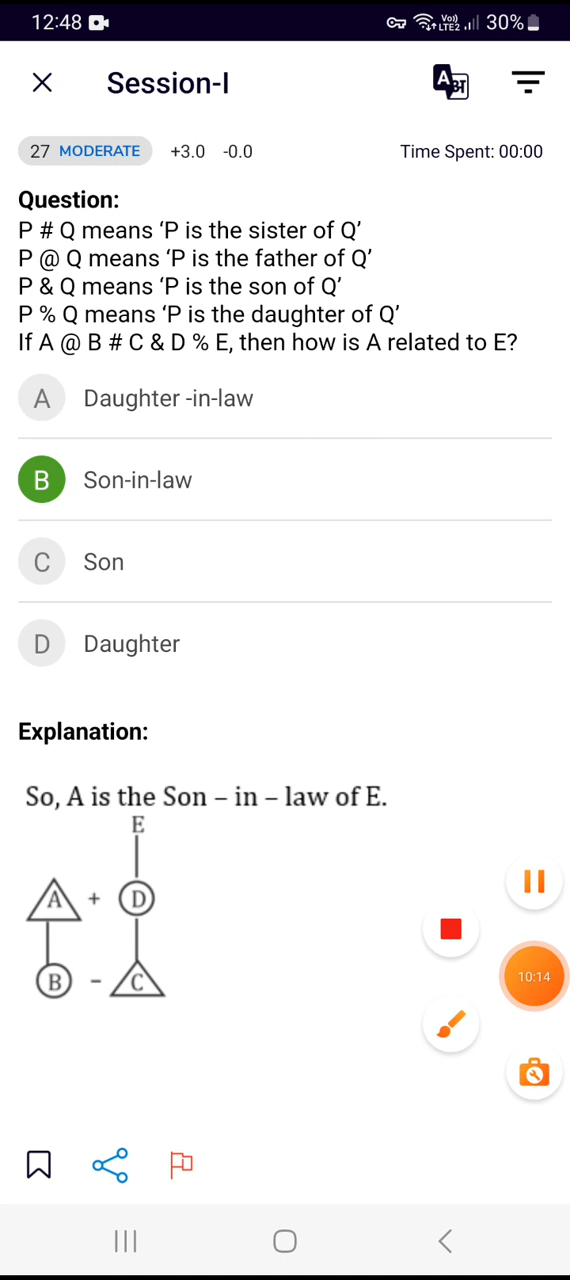 12:48
Vo))
LTE2
30%
Session-I
A
BT
27 MODERATE +3.0 -0.0 Time Spent: 00:00
Question:
P # Q means ‘P is the sister of Q’
P @ Q means ‘P is the father of Q’
P & Q means ‘P is the son of Q’
P % Q means ‘P is the daughter of Q’
If A @ B # C & D % E, then how is A related to E?
A Daughter -in-law
B Son-in-law
C Son
D Daughter
Explanation:
So, A is the Son – in – law of E.
E
A + D
B – C
10:14